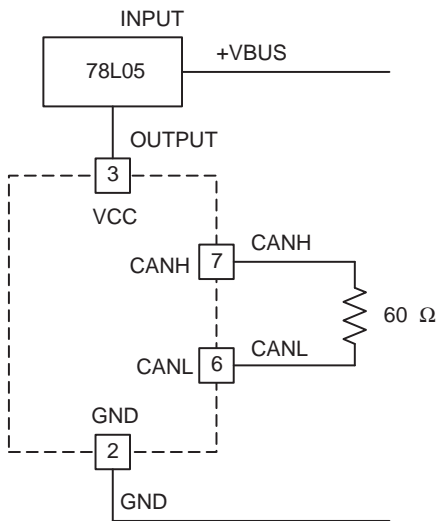 INPUT
78L05
+VBUS
OUTPUT
3
VCC
7
CANH
CANH
60 Ω
CANL
6
CANL
GND
2
GND